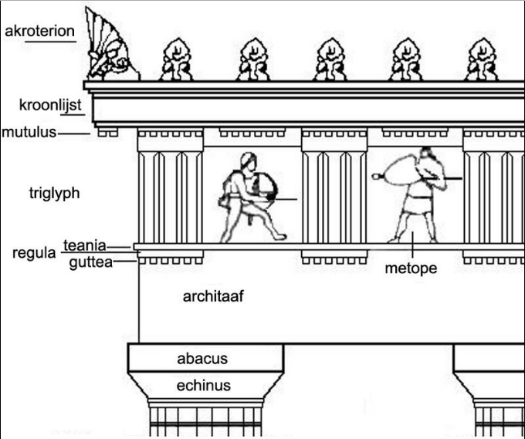 akroterion
kroonlijst
mutulus
triglyph
teania
regula
guttea
metope
architaaf
abacus
echinus